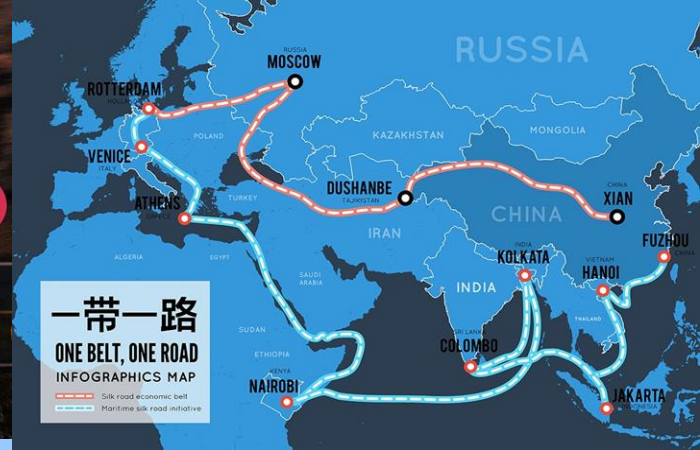 RUSSIA
RUSSIA
MOSCOW
ROTTERDAM
POLAND
KAZAKHSTAN
MONGOLIA
VENICE
ITALY
DUSHANBE
TAJIKISTAN
CHINA
XIAN
CHINA
ATHENS
TURKEY
IRAN
FUZHOU
CHINA
INDIA
KOLKATA
VIETNAM
HANOI
ALGERIA
EGYPT
SAUDI
ARABIA
INDIA
THAILAND
一带一路
ONE BELT, ONE ROAD
INFOGRAPHICS MAP
Silk road economic belt
Maritime silk road initiative
SUDAN
ETHIOPIA
KENYA
NAIROBI
SRI LANKA
COLOMBO
JAKARTA
INDONESIA